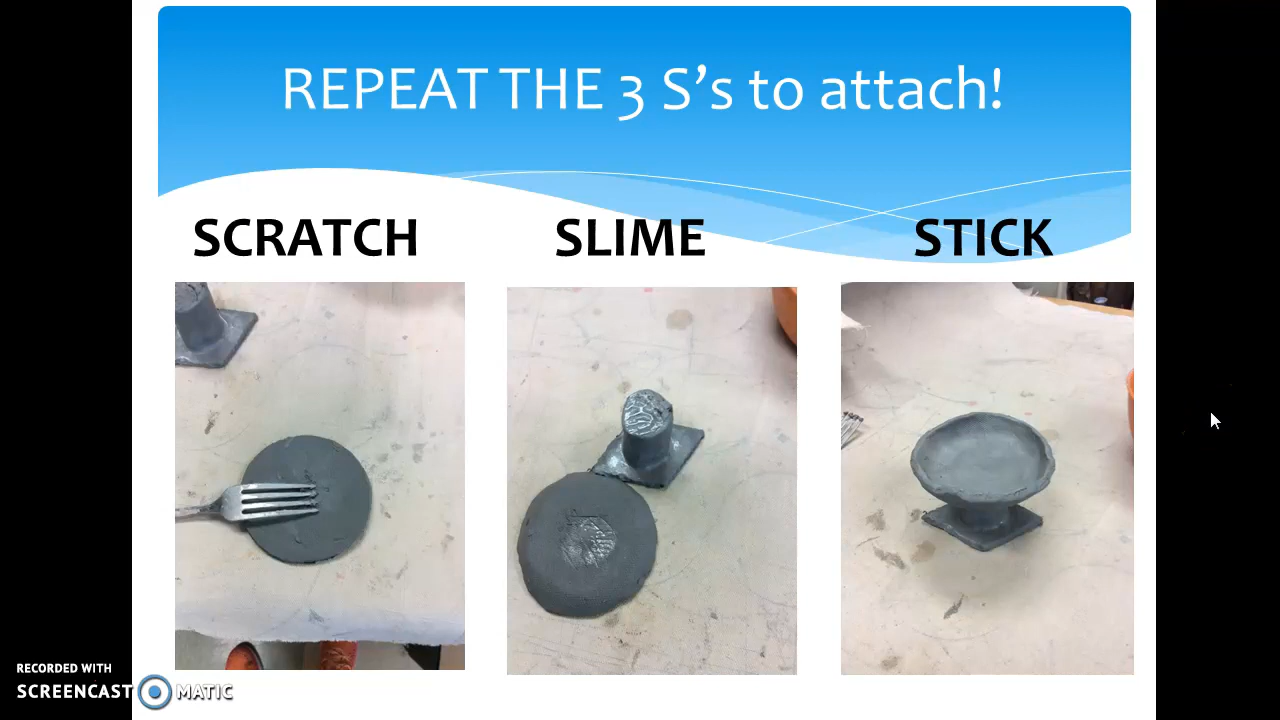 REPEAT THE 3 S’s to attach!
SCRATCH
SLIME
STICK
RECORDED WITH
SCREENCAST MATIC